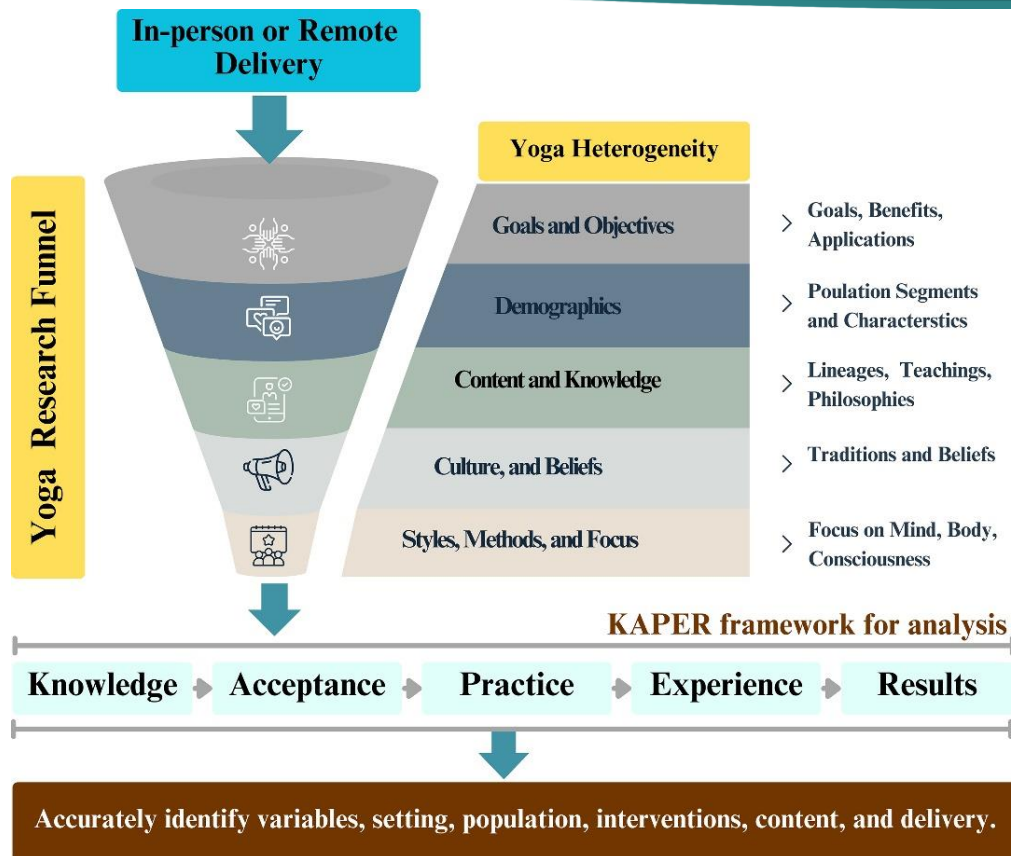 In-person or Remote
Delivery
Yoga Research Funnel
Yoga Heterogeneity
Goals and Objectives
Goals, Benefits,
Applications
Demographics
Poulation Segments
and Characterstics
Content and Knowledge
Lineages, Teachings,
Philosophies
Culture, and Beliefs
Traditions and Beliefs
Styles, Methods, and Focus
Focus on Mind, Body,
Consciousness
KAPER framework for analysis
Knowledge
Acceptance
Practice
Experience
Results
Accurately identify variables, setting, population, interventions, content, and delivery.